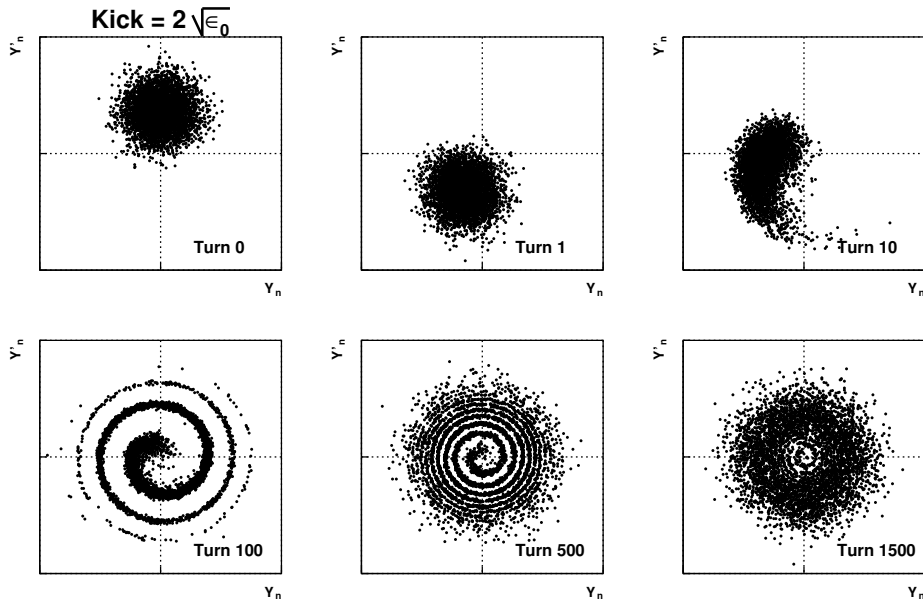 Kick = 2 √ε₀
Y'ₙ
Y'ₙ
Y'ₙ
Turn 0
Turn 1
Turn 10
Yₙ
Yₙ
Yₙ
Y'ₙ
Y'ₙ
Y'ₙ
Turn 100
Turn 500
Turn 1500
Yₙ
Yₙ
Yₙ